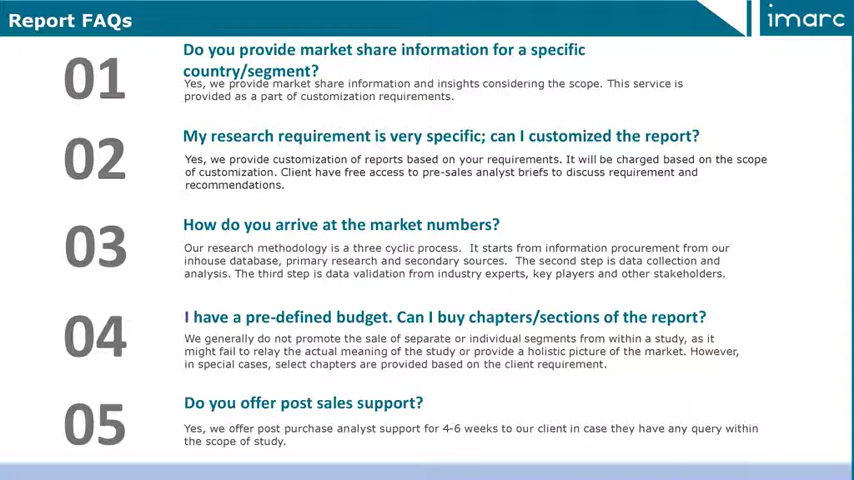 Report FAQs
imarc
01
Do you provide market share information for a specific
country/segment?
Yes, we provide market share information and insights considering the scope. This service is
provided as a part of customization requirements.
02
My research requirement is very specific; can I customized the report?
Yes, we provide customization of reports based on your requirements. It will be charged based on the scope
of customization. Client have free access to pre-sales analyst briefs to discuss requirement and
recommendations.
03
How do you arrive at the market numbers?
Our research methodology is a three cyclic process. It starts from information procurement from our
inhouse database, primary research and secondary sources. The second step is data collection and
analysis. The third step is data validation from industry experts, key players and other stakeholders.
04
I have a pre-defined budget. Can I buy chapters/sections of the report?
We generally do not promote the sale of separate or individual segments from within a study, as it
might fail to relay the actual meaning of the study or provide a holistic picture of the market. However,
in special cases, select chapters are provided based on the client requirement.
05
Do you offer post sales support?
Yes, we offer post purchase analyst support for 4-6 weeks to our client in case they have any query within
the scope of study.